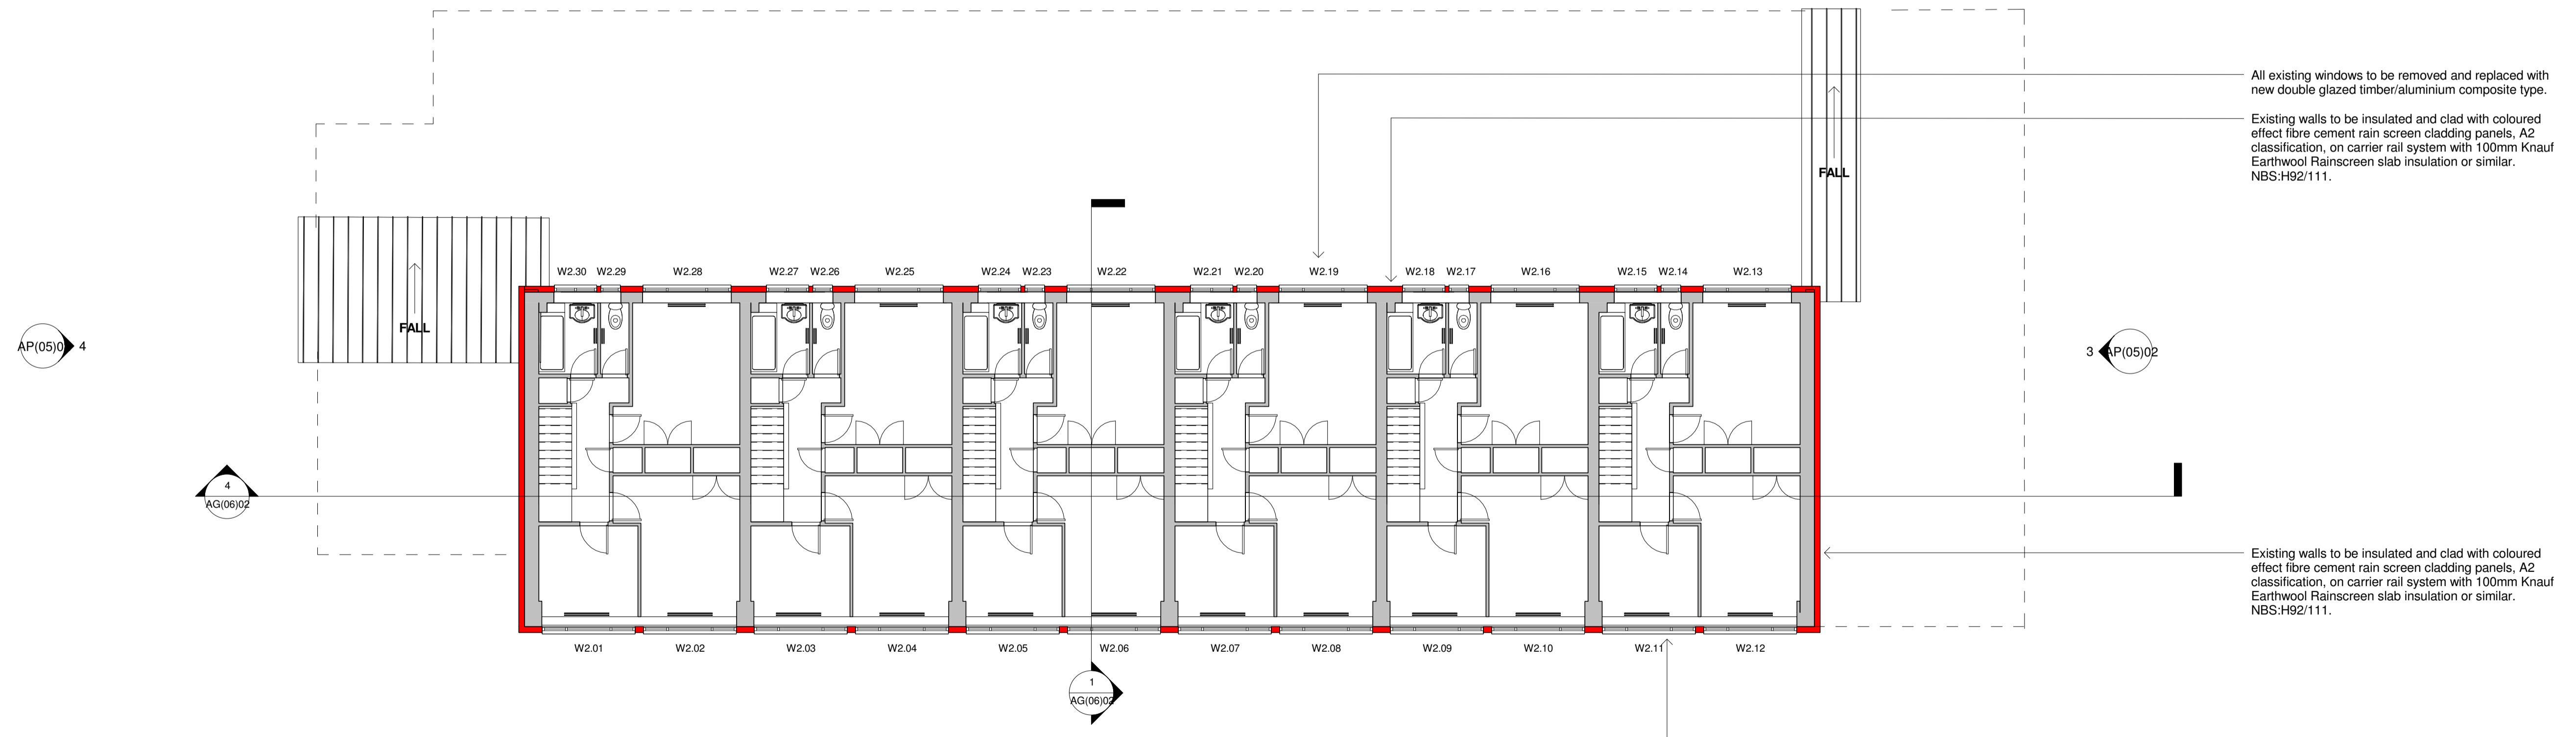 All existing windows to be removed and replaced with
new double glazed timber/aluminium composite type.
Existing walls to be insulated and clad with coloured
effect fibre cement rain screen cladding panels, A2
classification, on carrier rail system with 100mm Knauf
Earthwool Rainscreen slab insulation or similar.
NBS:H92/111.
FALL
FALL
W2.30 W2.29 W2.28 W2.27 W2.26 W2.25 W2.24 W2.23 W2.22 W2.21 W2.20 W2.19 W2.18 W2.17 W2.16 W2.15 W2.14 W2.13
AP(05)0 4
3 AP(05)02
4
AG(06)02
Existing walls to be insulated and clad with coloured
effect fibre cement rain screen cladding panels, A2
classification, on carrier rail system with 100mm Knauf
Earthwool Rainscreen slab insulation or similar.
NBS:H92/111.
W2.01 W2.02 W2.03 W2.04 W2.05 W2.06 W2.07 W2.08 W2.09 W2.10 W2.11 W2.12
1
AG(06)02